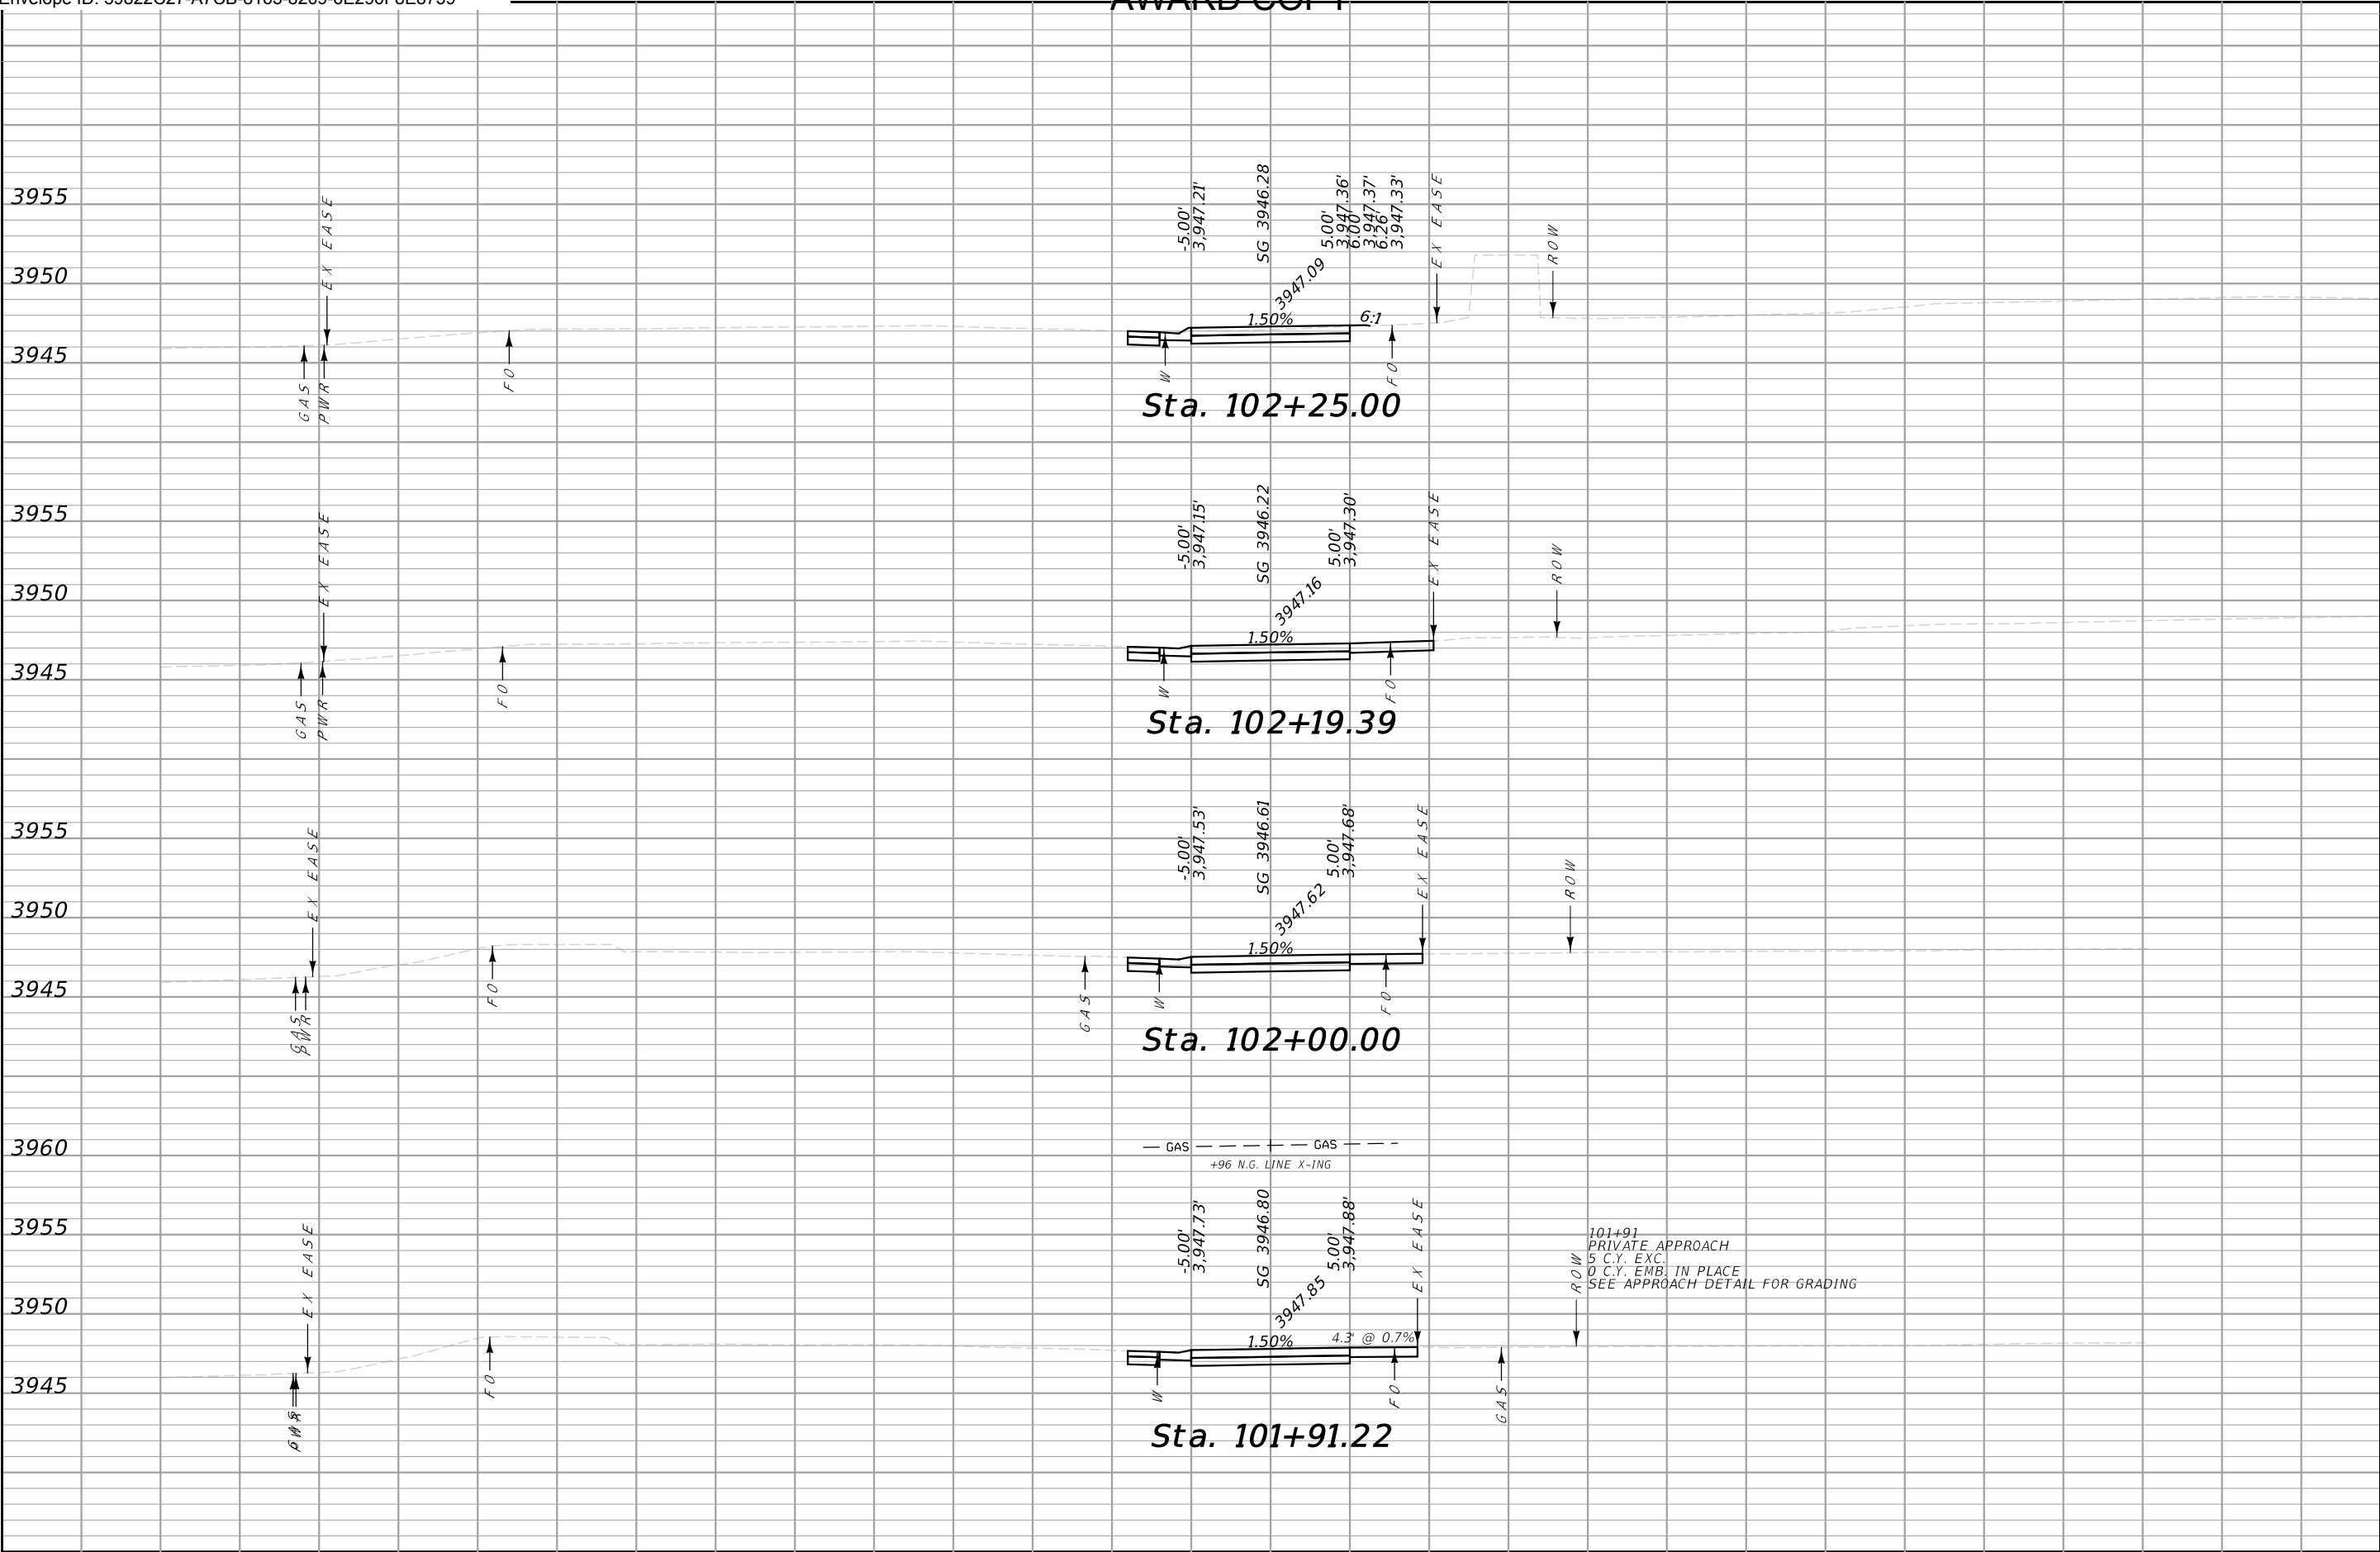 AWARD COPY
3955
3950
3945
EX EASE
GAS
PWR
FO
-5.00'
3,947.21'
SG 3946.28
3947.09
5.00'
3,947.36'
6.00'
3,947.37'
6.26'
3,947.33'
EX EASE
ROW
1.50%
6:1
W
FO
Sta. 102+25.00
3955
3950
3945
EX EASE
GAS
PWR
FO
-5.00'
3,947.15'
SG 3946.22
3947.16
5.00'
3,947.30'
EX EASE
ROW
1.50%
W
FO
Sta. 102+19.39
3955
3950
3945
EX EASE
GAS
PWR
FO
GAS
-5.00'
3,947.53'
SG 3946.61
3947.62
5.00'
3,947.68'
EX EASE
ROW
1.50%
W
FO
Sta. 102+00.00
3960
3955
3950
3945
GAS GAS
+96 N.G. LINE X-ING
EX EASE
GAS
PWR
FO
-5.00'
3,947.73'
SG 3946.80
3947.85
5.00'
3,947.88'
EX EASE
ROW
101+91
PRIVATE APPROACH
5 C.Y. EXC.
0 C.Y. EMB. IN PLACE
SEE APPROACH DETAIL FOR GRADING
1.50%
4.3' @ 0.7%
W
FO
GAS
Sta. 101+91.22